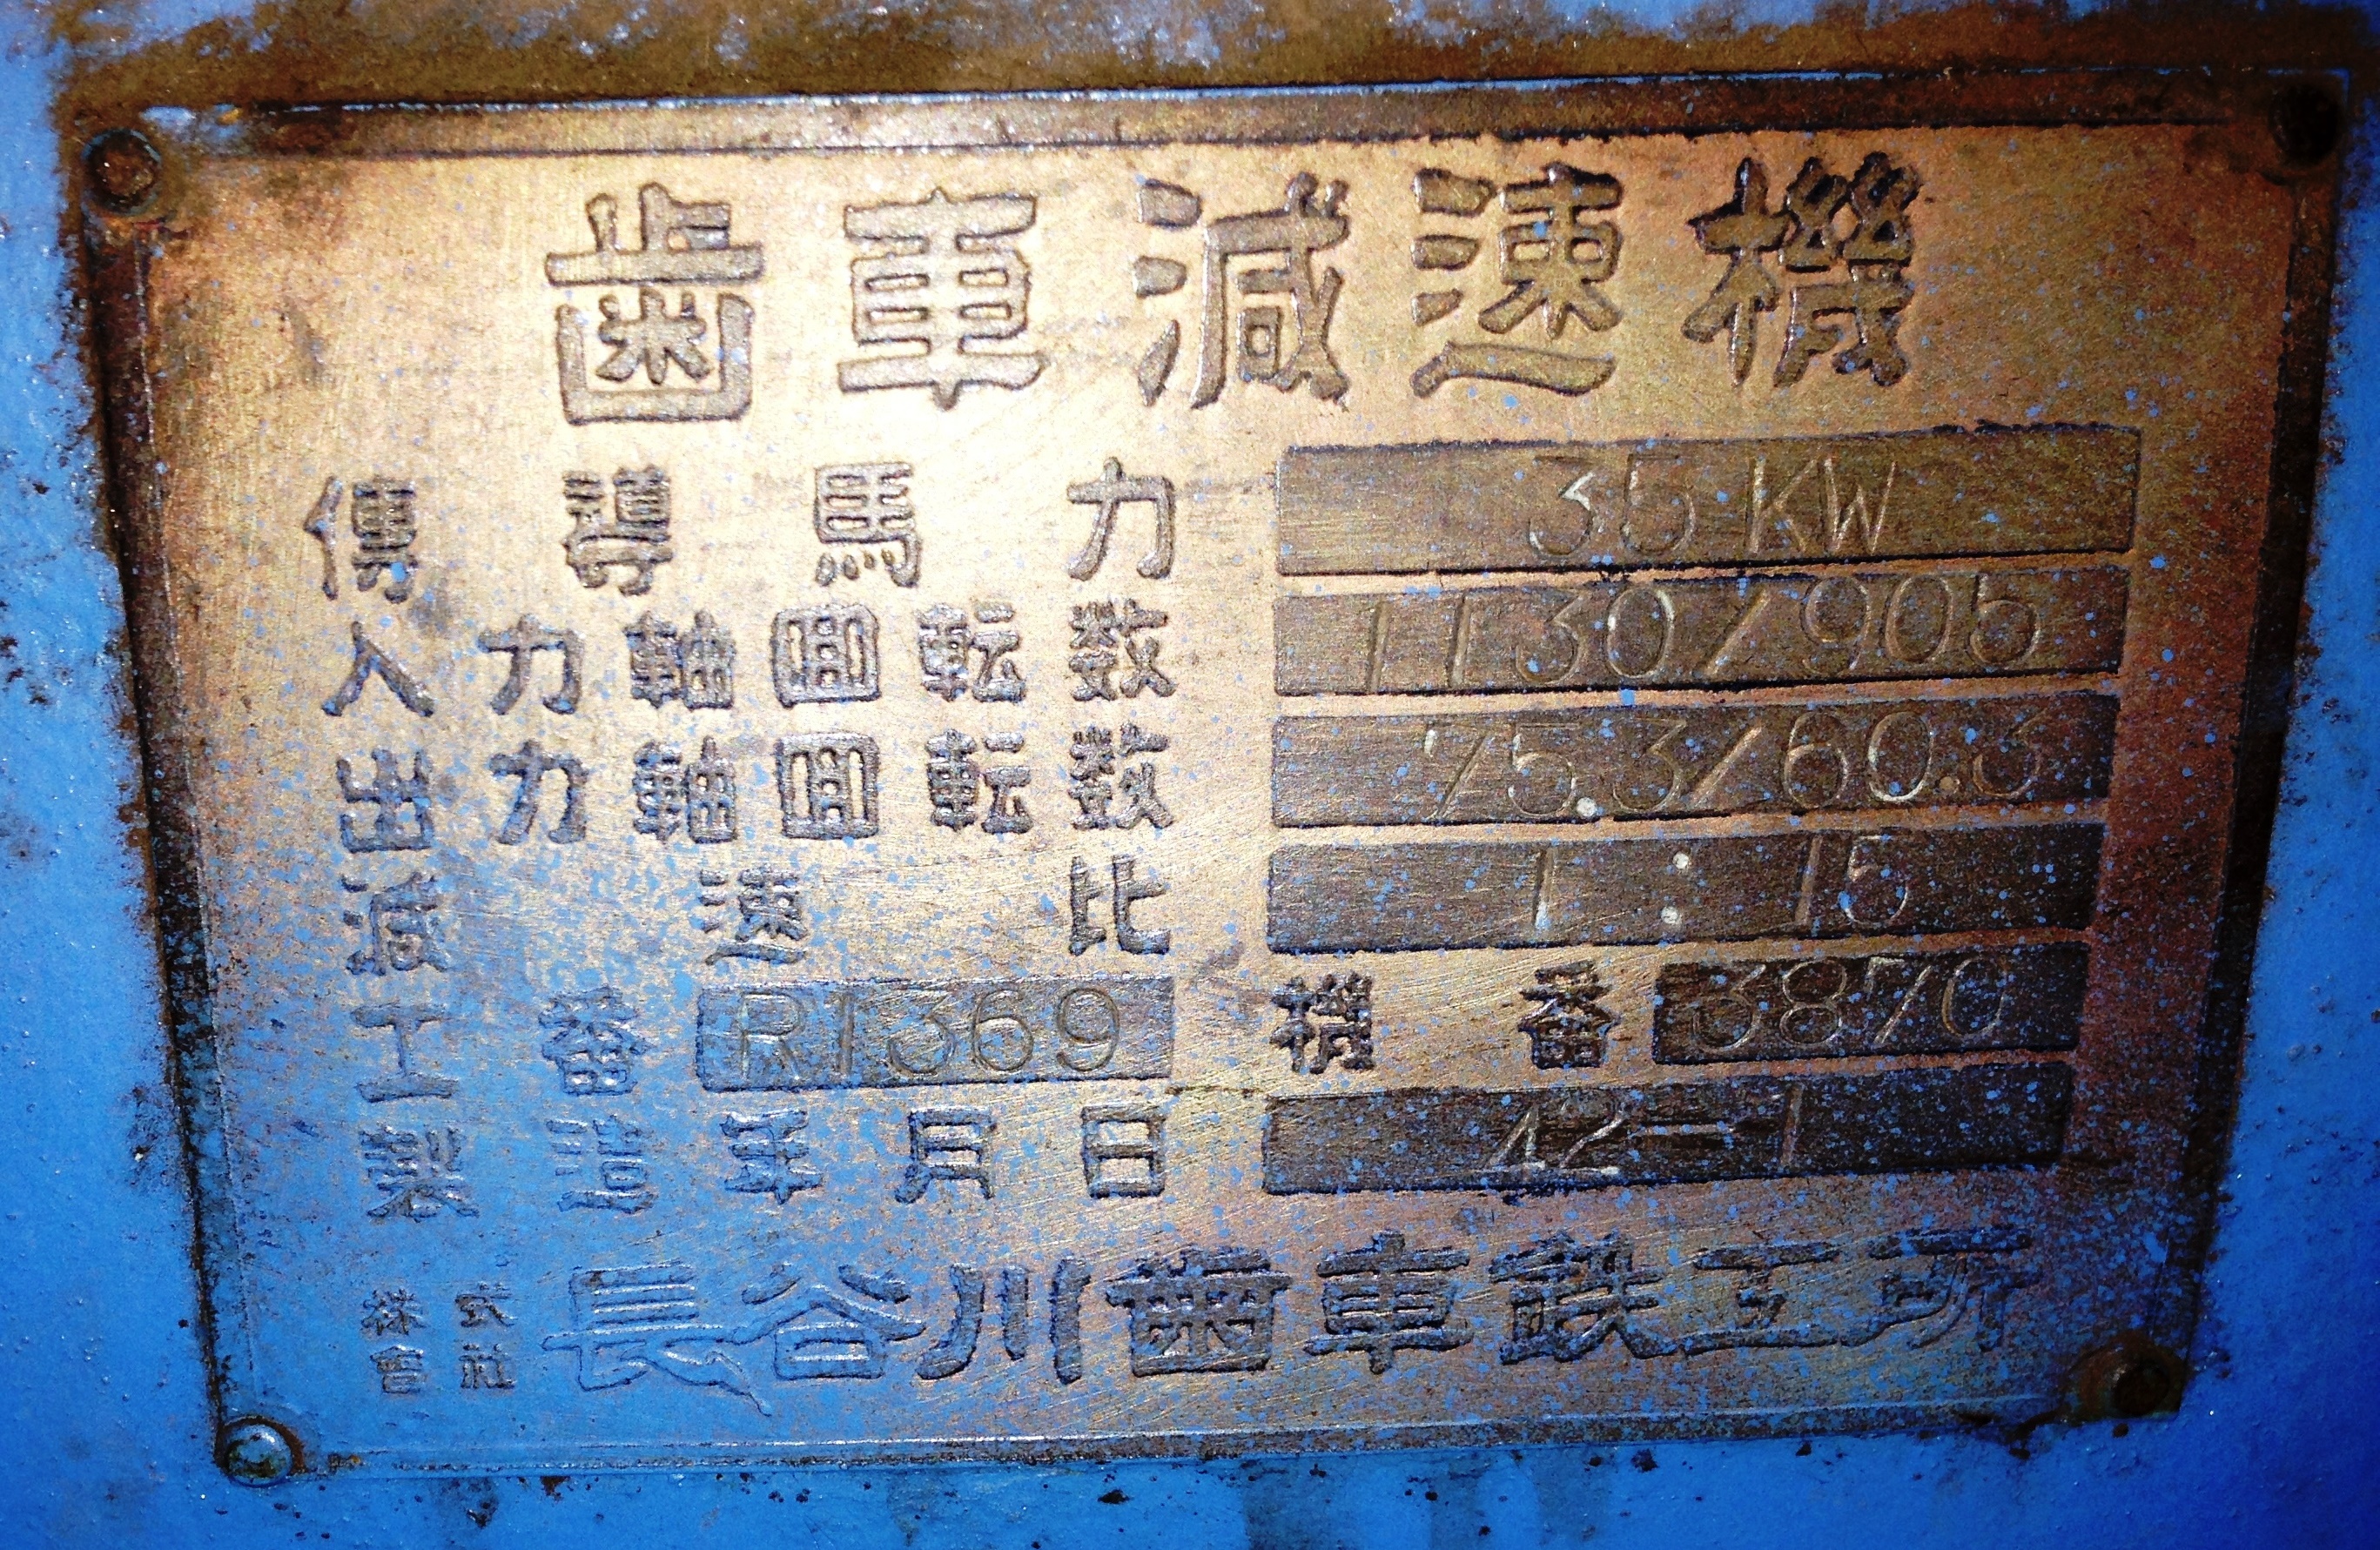 歯車減速機
傳導馬力 35KW
入力軸回転数 1130/905
出力軸回転数 75.3/60.3
減速比 1:15
工番 R1369 機番 3870
製造年月日 42-1
株式會社 長谷川歯車鉄工所